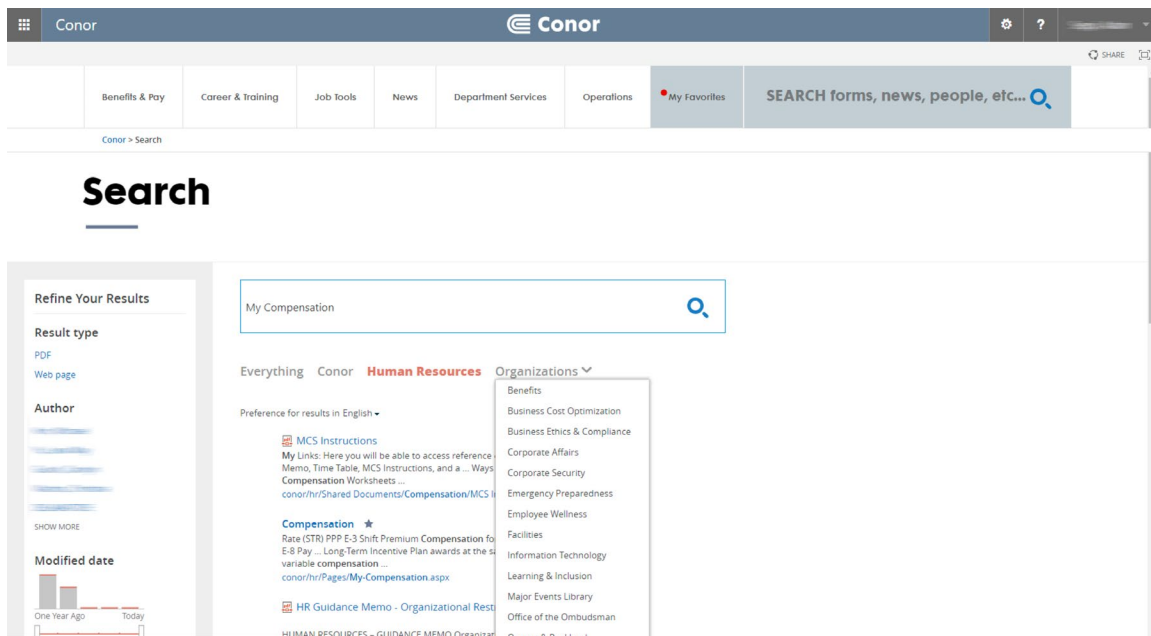 Conor
Conor
?
SHARE
Benefits & Pay
Career & Training
Job Tools
News
Department Services
Operations
My Favorites
SEARCH forms, news, people, etc...
Conor > Search
Search
Refine Your Results
Result type
PDF
Web page
Author
SHOW MORE
Modified date
One Year Ago Today
My Compensation
Everything Conor Human Resources Organizations
Preference for results in English
MCS Instructions
My Links: Here you will be able to access reference
Memo, Time Table, MCS Instructions, and a ... Ways
Compensation Worksheets ...
conor/hr/Shared Documents/Compensation/MCS
Compensation
Rate (STR) PPP E-3 Shift Premium Compensation fo
E-8 Pay ... Long-Term Incentive Plan awards at the sa
variable compensation ...
conor/hr/Pages/My-Compensation.aspx
HR Guidance Memo - Organizational Rest
HUMAN RESOURCES – GUIDANCE MEMO Organizat
Benefits
Business Cost Optimization
Business Ethics & Compliance
Corporate Affairs
Corporate Security
Emergency Preparedness
Employee Wellness
Facilities
Information Technology
Learning & Inclusion
Major Events Library
Office of the Ombudsman